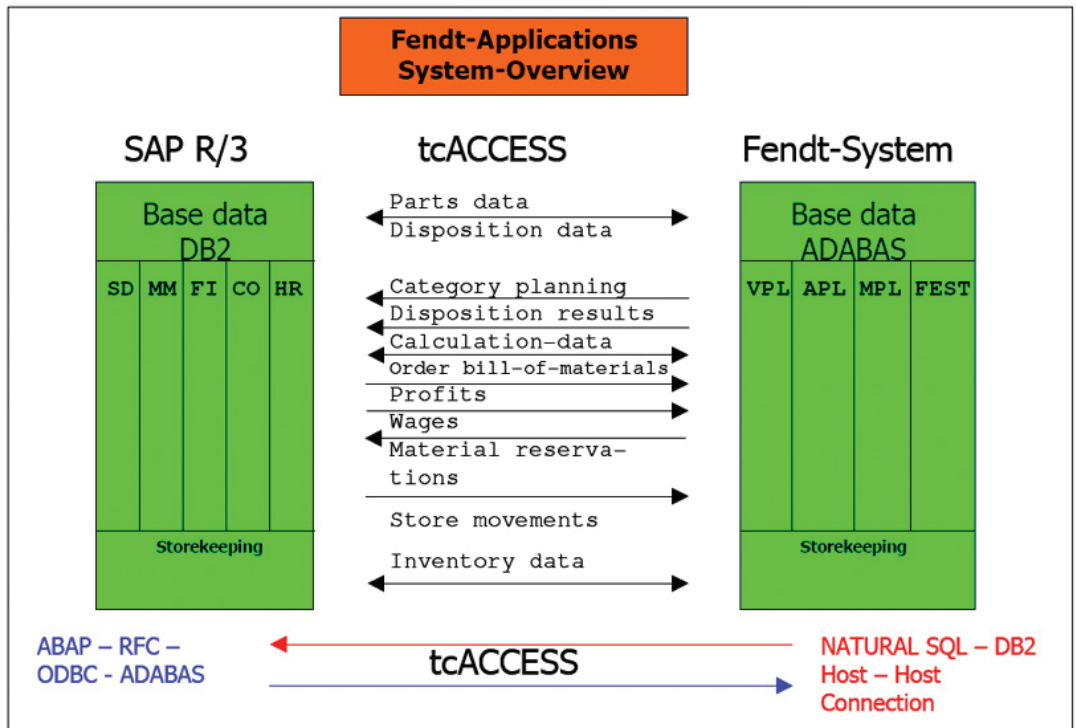 Fendt-Applications
System-Overview
SAP R/3
tcACCESS
Fendt-System
Base data
DB2
SD MM FI CO HR
Storekeeping
Parts data
Disposition data
Category planning
Disposition results
Calculation-data
Order bill-of-materials
Profits
Wages
Material reserva-
tions
Store movements
Inventory data
Base data
ADABAS
VPL APL MPL FEST
Storekeeping
ABAP – RFC –
ODBC - ADABAS
tcACCESS
NATURAL SQL – DB2
Host – Host
Connection